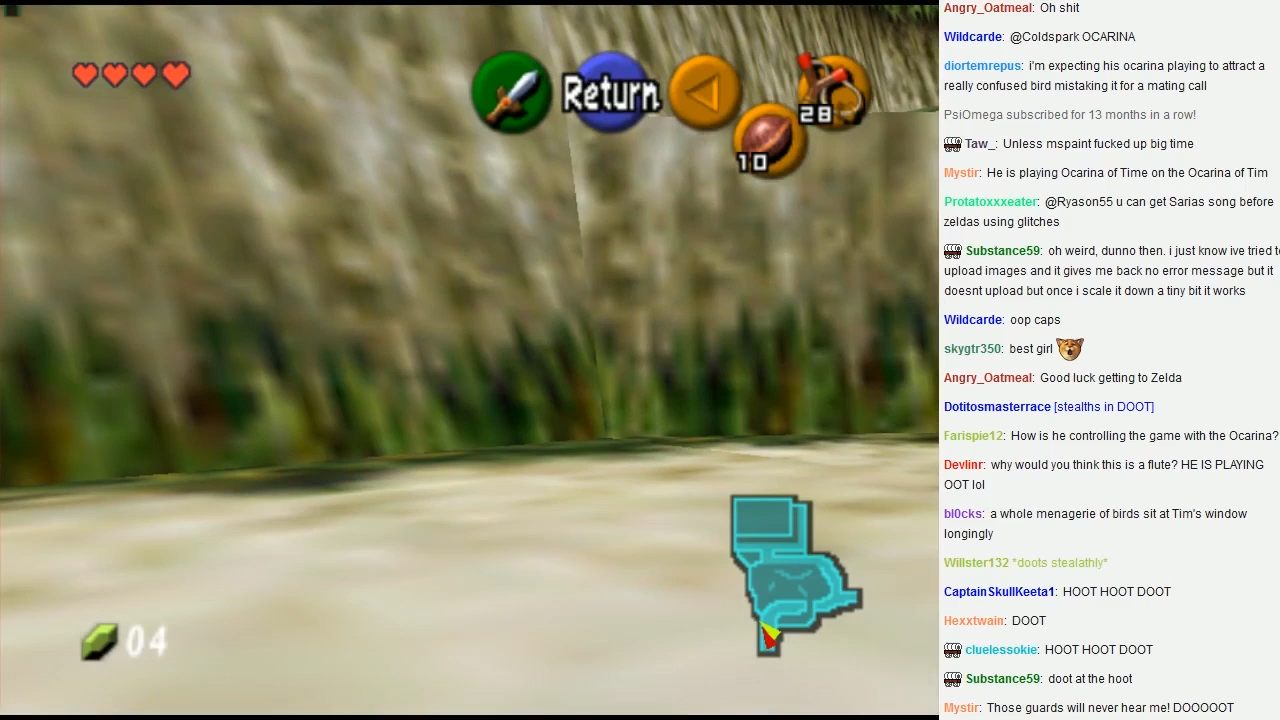 Return
28
10
04
Angry_Oatmeal: Oh shit
Wildcarde: @Coldspark OCARINA
diortemrepus: i'm expecting his ocarina playing to attract a
really confused bird mistaking it for a mating call
PsiOmega subscribed for 13 months in a row!
Taw_: Unless mspaint fucked up big time
Mystir: He is playing Ocarina of Time on the Ocarina of Tim
Protatoxxxeater: @Ryason55 u can get Sarias song before
zeldas using glitches
Substance59: oh weird, dunno then. i just know ive tried to
upload images and it gives me back no error message but it
doesnt upload but once i scale it down a tiny bit it works
Wildcarde: oop caps
skygtr350: best girl
Angry_Oatmeal: Good luck getting to Zelda
Dotitosmasterrace [stealths in DOOT]
Farispie12: How is he controlling the game with the Ocarina?
Devlinr: why would you think this is a flute? HE IS PLAYING
OOT lol
bl0cks: a whole menagerie of birds sit at Tim's window
longingly
Willster132 *doots stealathly*
CaptainSkullKeeta1: HOOT HOOT DOOT
Hexxtwain: DOOT
cluelessokie: HOOT HOOT DOOT
Substance59: doot at the hoot
Mystir: Those guards will never hear me! DOOOOOT